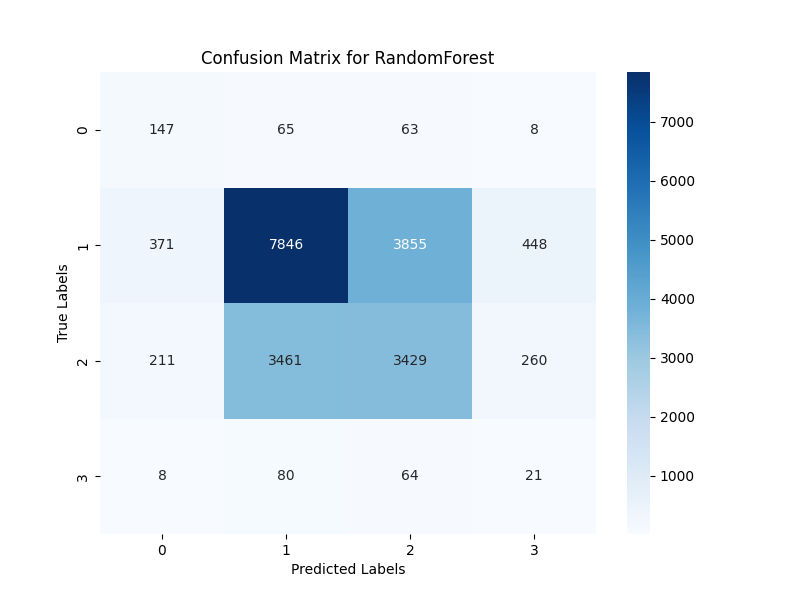 Confusion Matrix for RandomForest
0 147 65 63 8
1 371 7846 3855 448
2 211 3461 3429 260
3 8 80 64 21
0 1 2 3
Predicted Labels
True Labels
7000
6000
5000
4000
3000
2000
1000